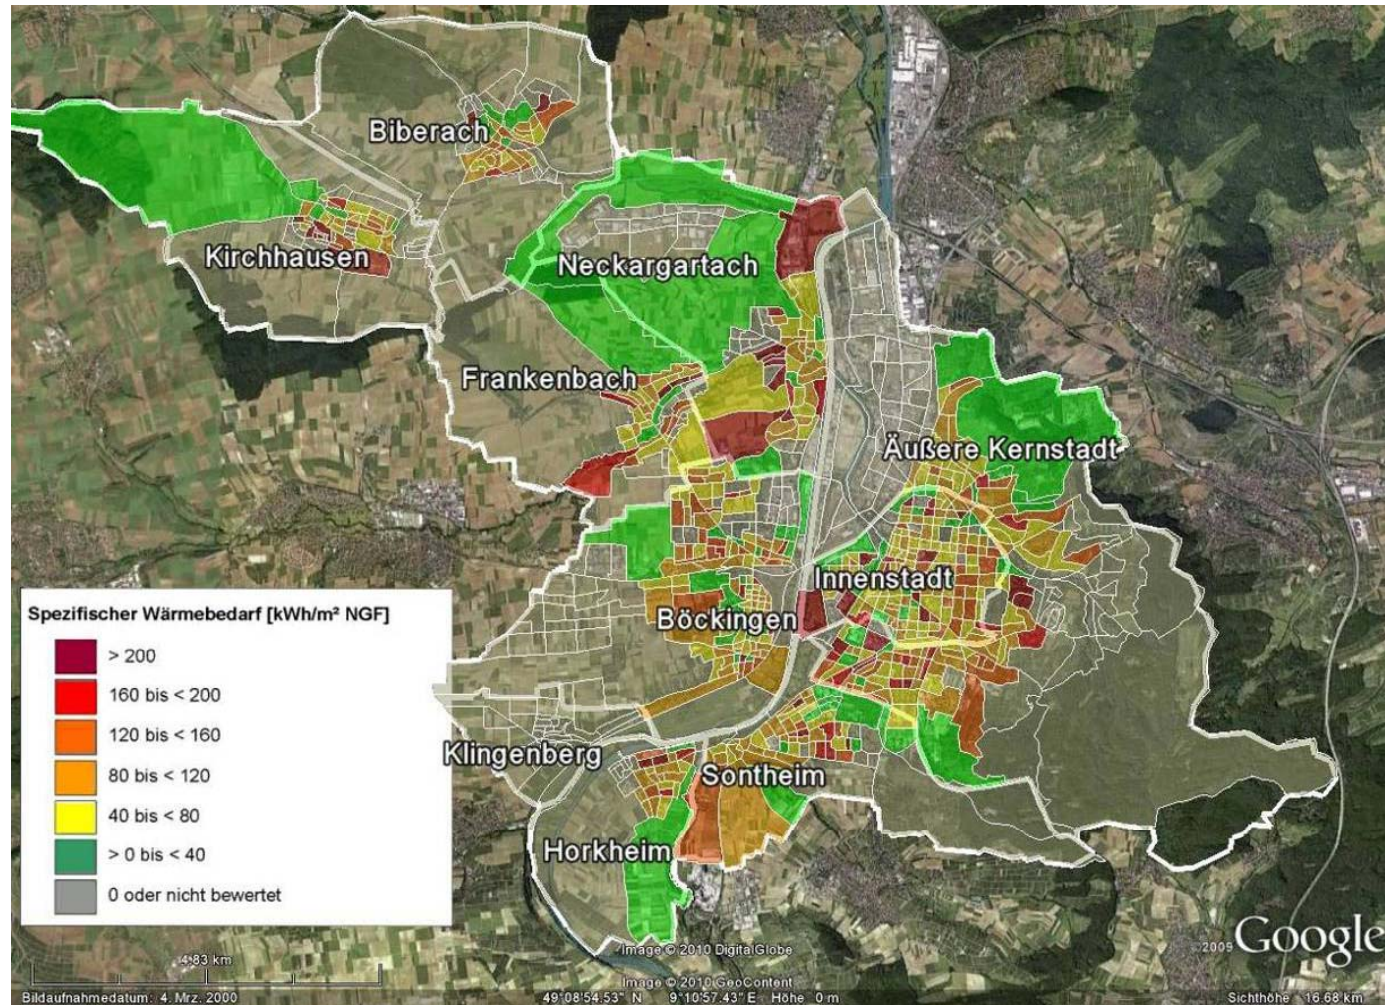 Biberach
Kirchhausen
Neckargartach
Frankenbach
Äußere Kernstadt
Innenstadt
Böckingen
Klingenberg
Sontheim
Horkheim
Spezifischer Wärmebedarf [kWh/m² NGF]
> 200
160 bis < 200
120 bis < 160
80 bis < 120
40 bis < 80
> 0 bis < 40
0 oder nicht bewertet
4.83 km
Image © 2010 DigitalGlobe
Image © 2010 GeoContent
2009 Google
Bildaufnahmedatum: 4. Mrz. 2000
49°08'54.53" N 9°10'57.43" E Höhe 0 m
Sichthöhe 16.68 km